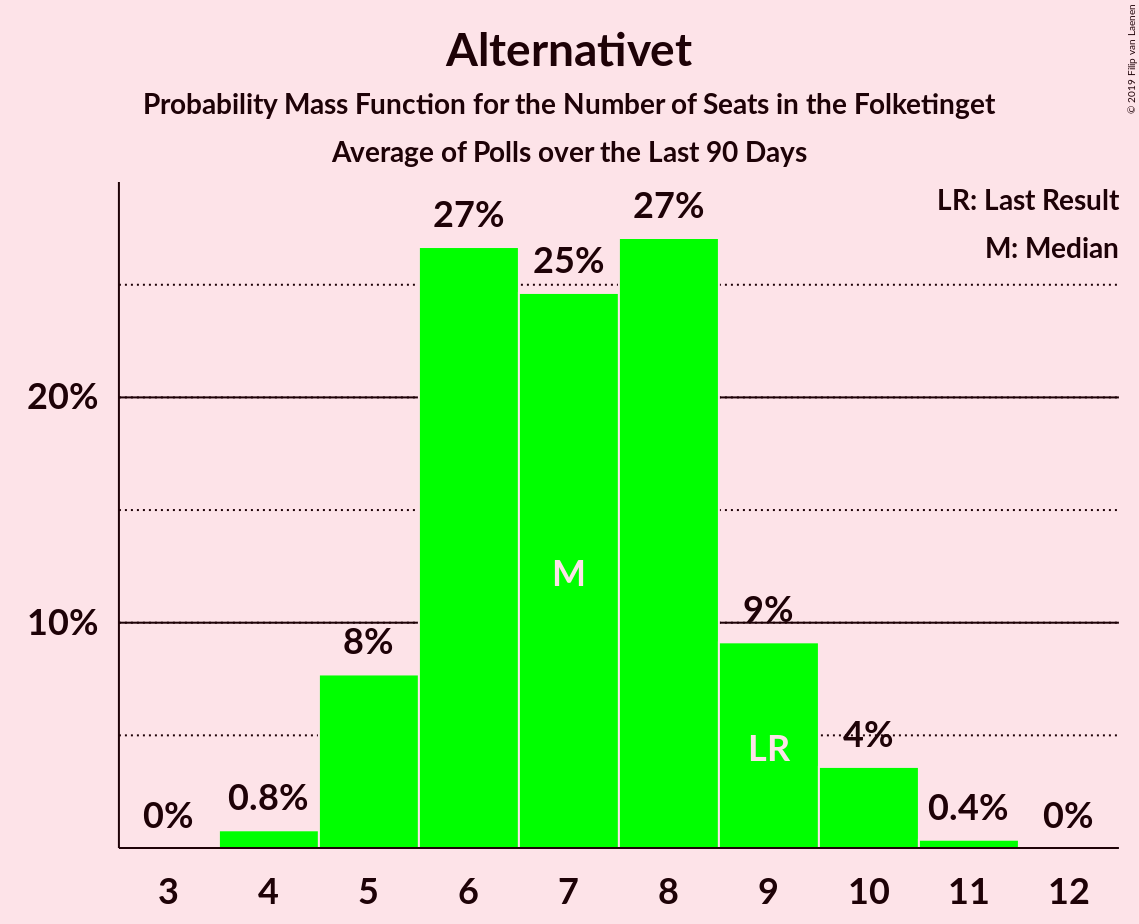 Alternativet
Probability Mass Function for the Number of Seats in the Folketinget
Average of Polls over the Last 90 Days
© 2019 Filip van Laenen
LR: Last Result
M: Median
27%
25%
27%
20%
10%
8%
9%
M
LR
4%
0%
0.8%
0.4%
0%
3 4 5 6 7 8 9 10 11 12